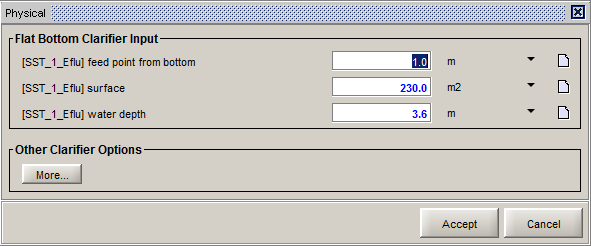 Physical
Flat Bottom Clarifier Input
[SST_1_Eflu] feed point from bottom 1.0 m
[SST_1_Eflu] surface 230.0 m2
[SST_1_Eflu] water depth 3.6 m
Other Clarifier Options
More...
Accept Cancel